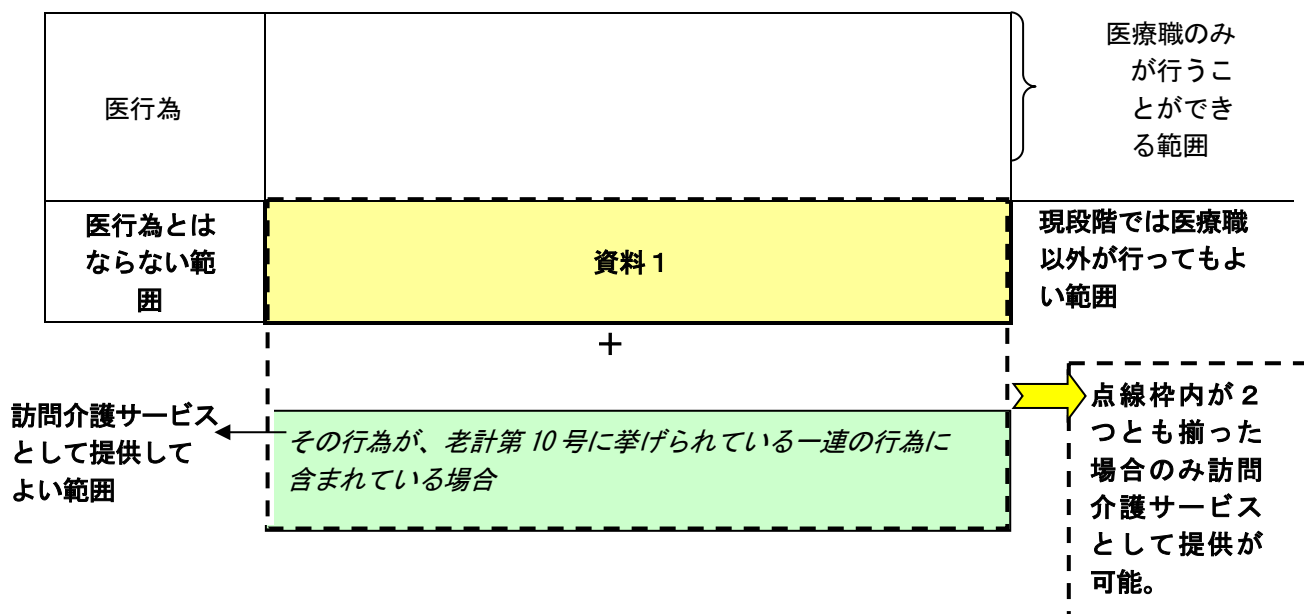 医行為
医療職のみ
が行うこ
とができ
る範囲
医行為とは
ならない範
囲
資料１
現段階では医療職
以外が行ってもよ
い範囲
＋
訪問介護サービス
として提供して
よい範囲
その行為が、老計第 10 号に挙げられている一連の行為に
含まれている場合
点線枠内が２
つとも揃った
場合のみ訪問
介護サービス
として提供が
可能。